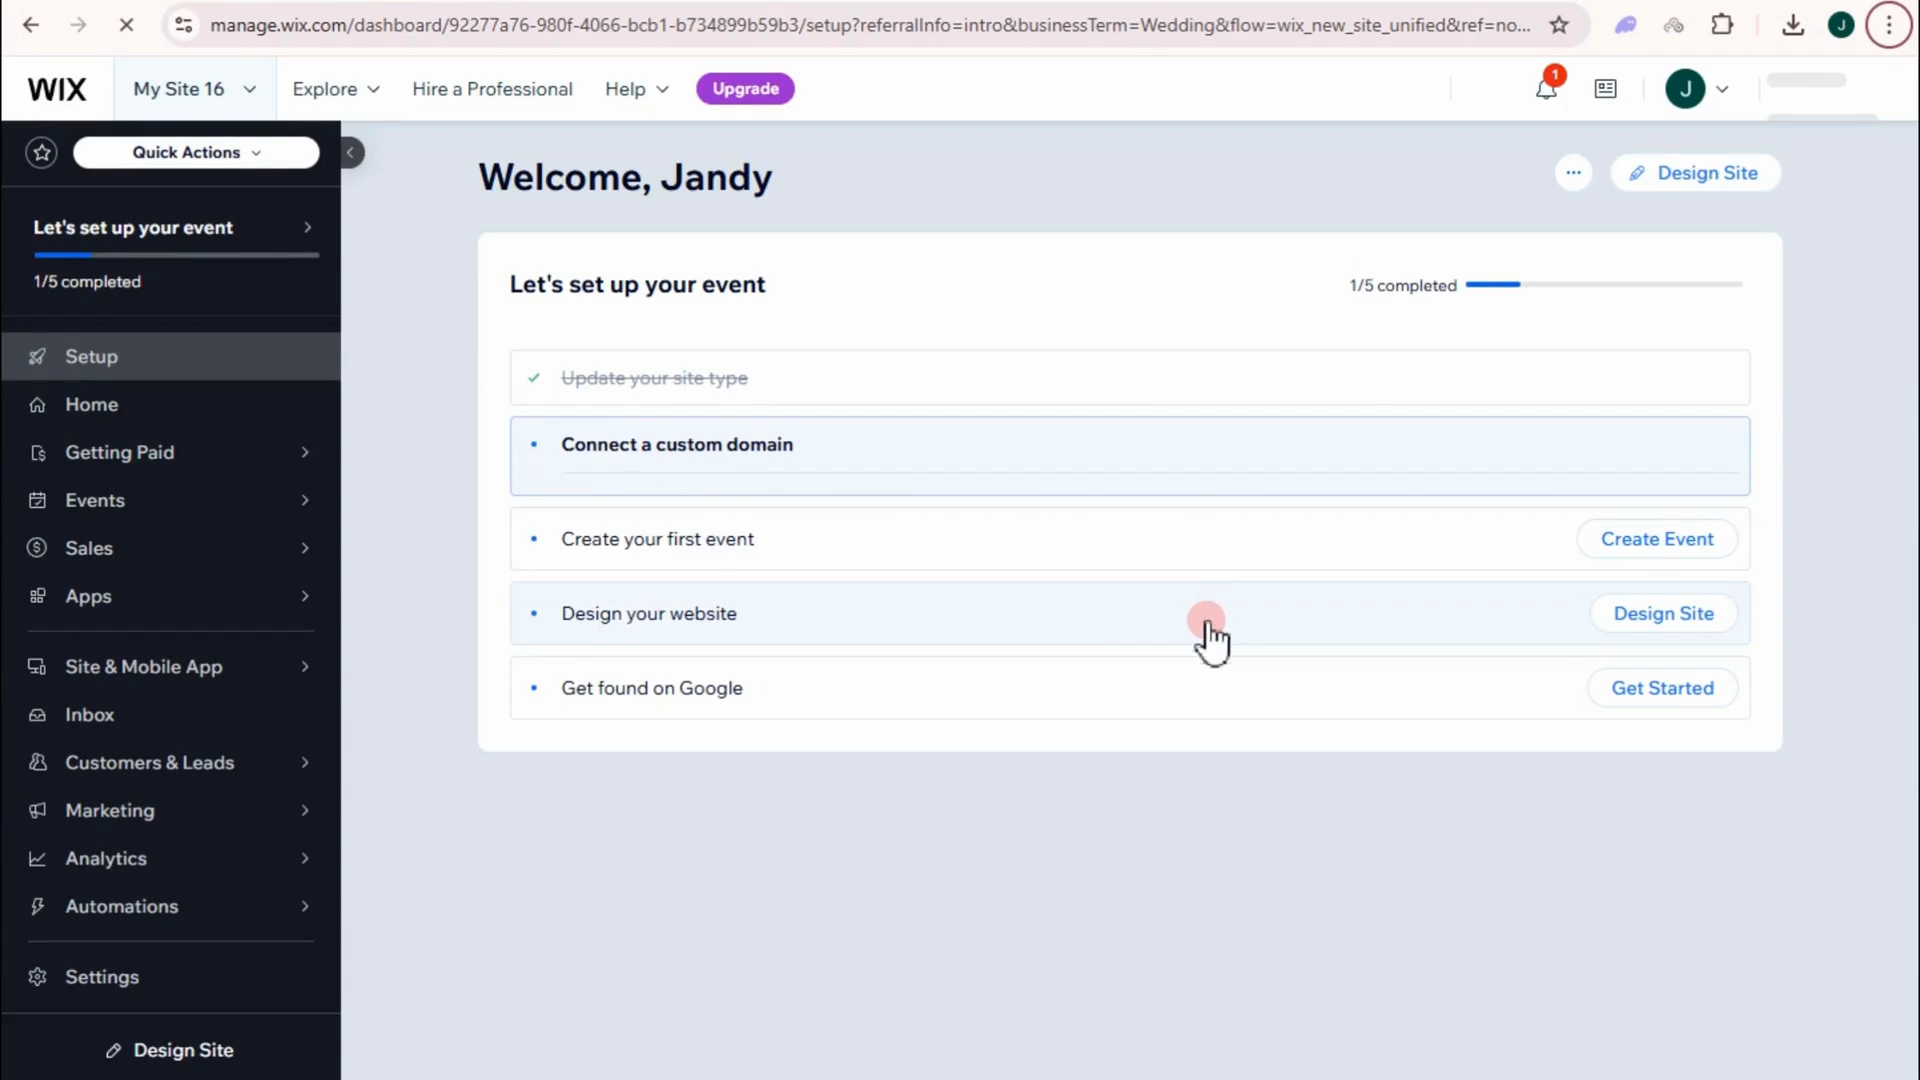 manage.wix.com/dashboard/92277a76-980f-4066-bcb1-b734899b59b3/setup?referralInfo=intro&businessTerm=Wedding&flow=wix_new_site_unified&ref=no...
J
WIX
My Site 16
Explore
Hire a Professional
Help
Upgrade
1
J
Quick Actions
Let's set up your event
1/5 completed
Setup
Home
Getting Paid
Events
Sales
Apps
Site & Mobile App
Inbox
Customers & Leads
Marketing
Analytics
Automations
Settings
Design Site
Welcome, Jandy
Design Site
Let's set up your event
1/5 completed
Update your site type
Connect a custom domain
Create your first event
Create Event
Design your website
Design Site
Get found on Google
Get Started